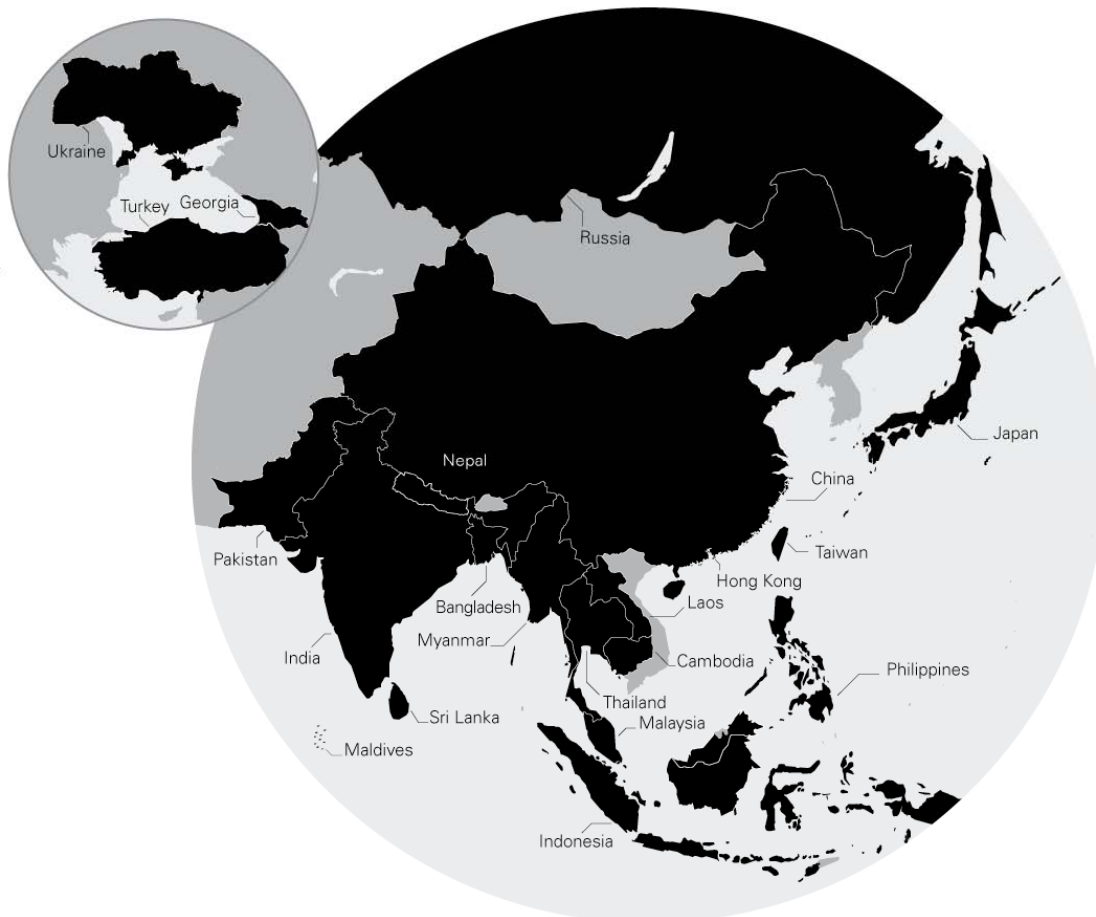 Ukraine
Turkey
Georgia
Russia
Japan
Nepal
China
Taiwan
Pakistan
Hong Kong
Bangladesh
Laos
Myanmar
India
Cambodia
Philippines
Thailand
Sri Lanka
Malaysia
Maldives
Indonesia